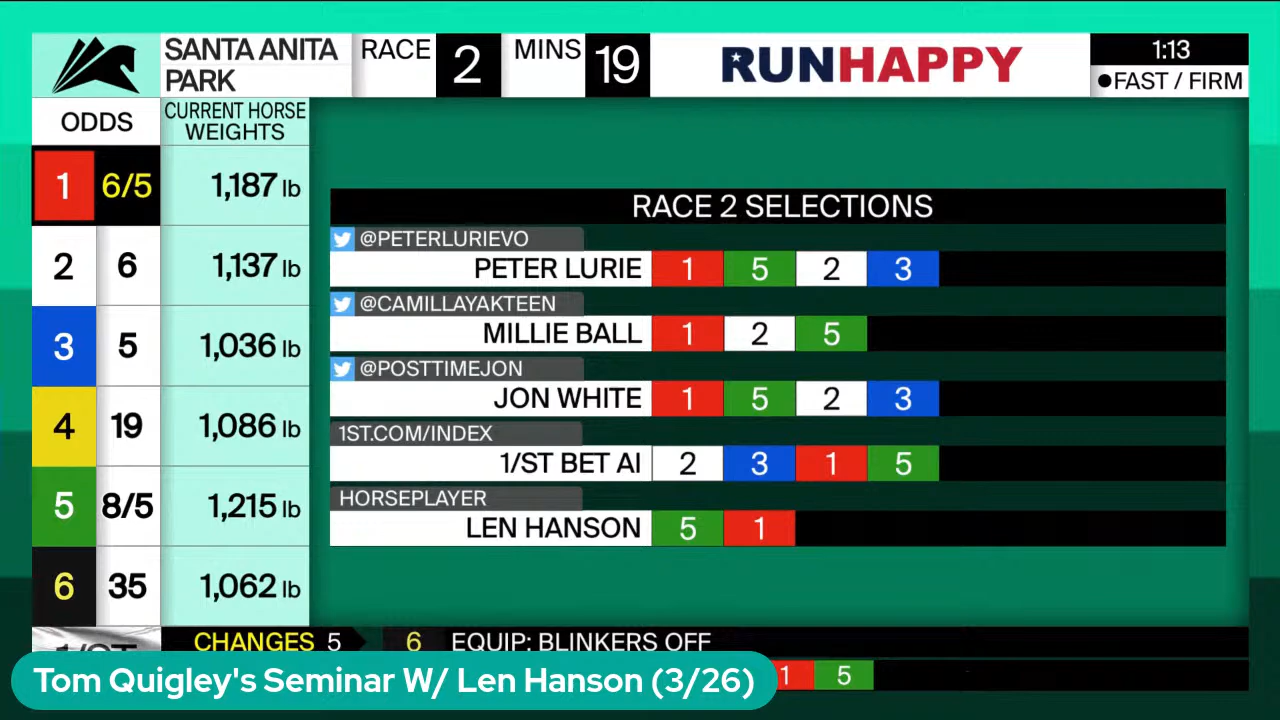 SANTA ANITA PARK
RACE 2 MINS 19
RUNHAPPY
1:13
FAST / FIRM
ODDS
CURRENT HORSE WEIGHTS
1 6/5 1,187 lb
2 6 1,137 lb
3 5 1,036 lb
4 19 1,086 lb
5 8/5 1,215 lb
6 35 1,062 lb
RACE 2 SELECTIONS
@PETERLURIEVO
PETER LURIE 1 5 2 3
@CAMILLAYAKTEEN
MILLIE BALL 1 2 5
@POSTTIMEJON
JON WHITE 1 5 2 3
1ST.COM/INDEX
1/ST BET AI 2 3 1 5
HORSEPLAYER
LEN HANSON 5 1
CHANGES 5 6 EQUIP: BLINKERS OFF
1 5
Tom Quigley's Seminar W/ Len Hanson (3/26)